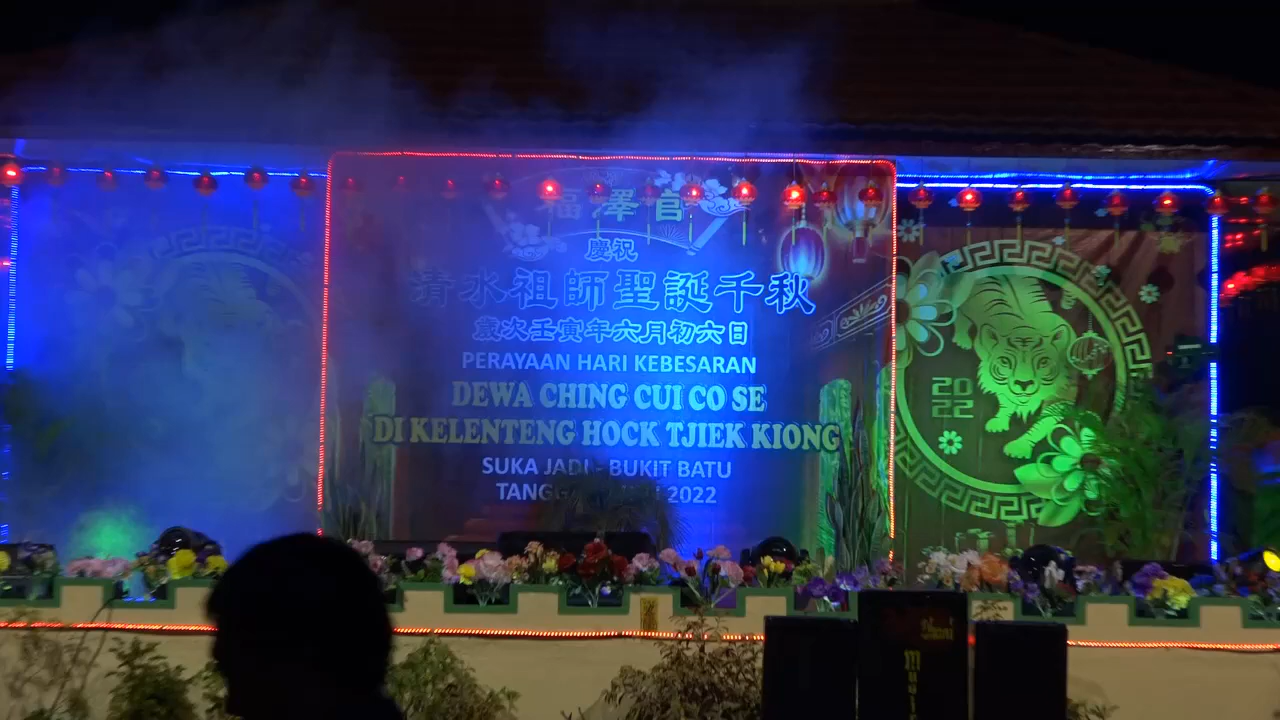 福澤宮
慶祝
清水祖師聖誕千秋
歲次壬寅年六月初六日
PERAYAAN HARI KEBESARAN
DEWA CHING CUI CO SE
DI KELENTENG HOCK TJIEK KIONG
SUKA JADI - BUKIT BATU
2022
20
22